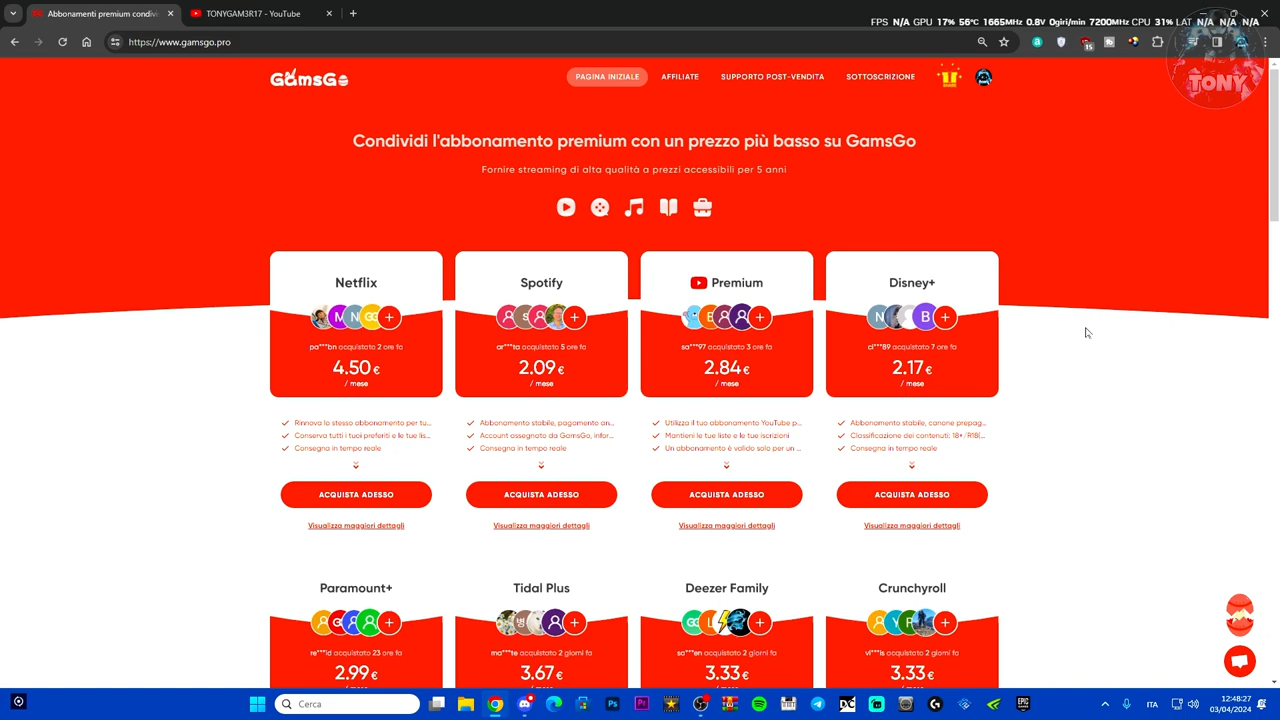 Abbonamenti premium condivi
TONYGAM3R17 - YouTube
FPS N/A GPU 17% 56°C 1665MHz 0.8V 0giri/min 7200MHz CPU 31% LAT N/A N/A N/A
https://www.gamsgo.pro
15
TONY
GamsGo
PAGINA INIZIALE
AFFILIATE
SUPPORTO POST-VENDITA
SOTTOSCRIZIONE
Condividi l'abbonamento premium con un prezzo più basso su GamsGo
Fornire streaming di alta qualità a prezzi accessibili per 5 anni
Netflix
M N GG +
pa***bn acquistato 2 ore fa
4.50 €
/ mese
Rinnova lo stesso abbonamento per tu...
Conserva tutti i tuoi preferiti e le tue lis...
Consegna in tempo reale
ACQUISTA ADESSO
Visualizza maggiori dettagli
Spotify
S +
ar***ta acquistato 5 ore fa
2.09 €
/ mese
Abbonamento stabile, pagamento an...
Account assegnato da GamsGo, infor...
Consegna in tempo reale
ACQUISTA ADESSO
Visualizza maggiori dettagli
Premium
E +
sa***97 acquistato 3 ore fa
2.84 €
/ mese
Utilizza il tuo abbonamento YouTube p...
Mantieni le tue liste e le tue iscrizioni
Un abbonamento è valido solo per un ...
ACQUISTA ADESSO
Visualizza maggiori dettagli
Disney+
N B +
ci***89 acquistato 7 ore fa
2.17 €
/ mese
Abbonamento stabile, canone prepag...
Classificazione dei contenuti: 18+ /R18(...
Consegna in tempo reale
ACQUISTA ADESSO
Visualizza maggiori dettagli
Paramount+
+
re***id acquistato 23 ore fa
2.99 €
Tidal Plus
병 +
ma***te acquistato 2 giorni fa
3.67 €
Deezer Family
GG L +
sa***en acquistato 2 giorni fa
3.33 €
Crunchyroll
Y F +
vi***is acquistato 2 giorni fa
3.33 €
Cerca
Ps
Pr
EPIC
ITA
12:48:27
03/04/2024